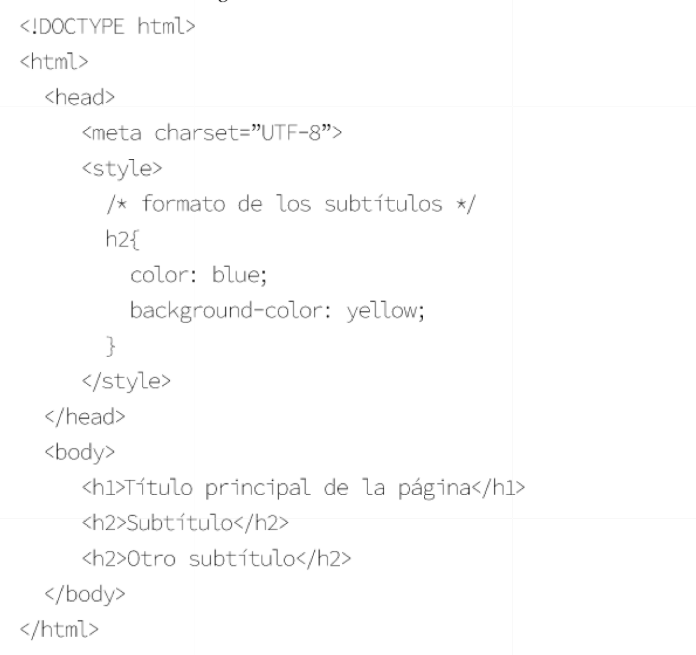 <!DOCTYPE html>
<html>
<head>
<meta charset=”UTF-8”>
<style>
/* formato de los subtítulos */
h2{
color: blue;
background-color: yellow;
}
</style>
</head>
<body>
<h1>Título principal de la página</h1>
<h2>Subtítulo</h2>
<h2>Otro subtítulo</h2>
</body>
</html>